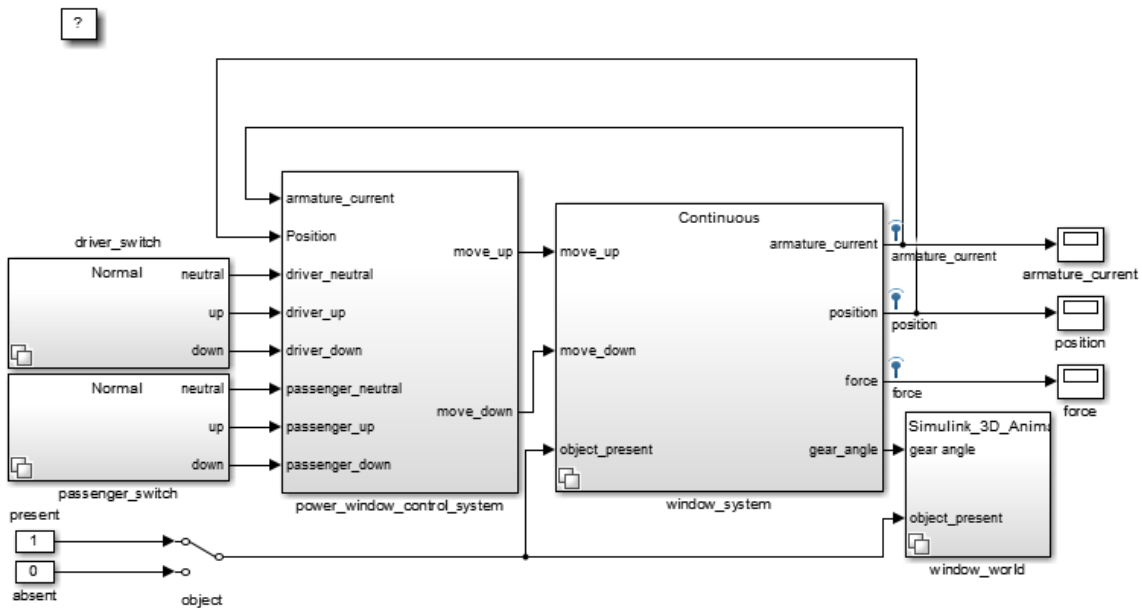 ?
driver_switch
Normal
neutral
up
down
Normal
neutral
up
down
passenger_switch
present
1
0
absent
object
armature_current
Position
driver_neutral
driver_up
driver_down
passenger_neutral
passenger_up
passenger_down
move_up
move_down
power_window_control_system
Continuous
move_up
move_down
object_present
armature_current
position
force
gear_angle
window_system
armature_current
position
force
armature_current
position
force
Simulink_3D_Anima
gear angle
object_present
window_world